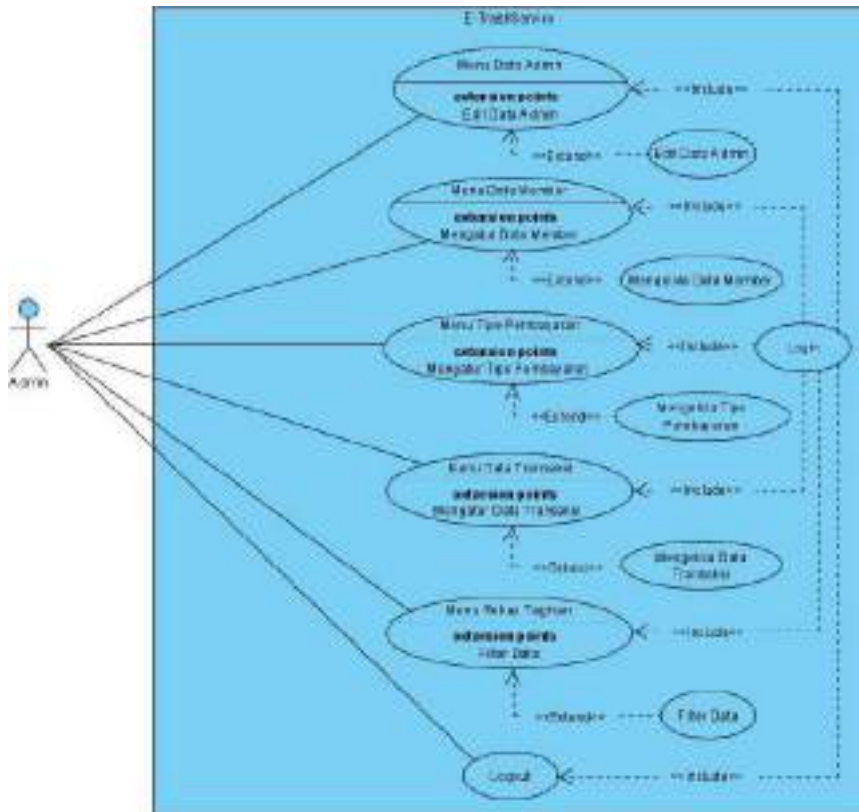 E-TrashService
Menu Data Admin
extension points
Edit Data Admin
<<Include>>
<<Extend>>
Edit Data Admin
Menu Data Member
extension points
Mengatur Data Member
<<Include>>
<<Extend>>
Mengelola Data Member
Admin
Menu Tipe Pembayaran
extension points
Mengatur Tipe Pembayaran
<<Include>>
Login
<<Extend>>
Mengelola Tipe
Pembayaran
Menu Data Transaksi
extension points
Mengatur Data Transaksi
<<Include>>
<<Extend>>
Mengelola Data
Transaksi
Menu Rekap Tagihan
extension points
Filter Data
<<Include>>
<<Extend>>
Filter Data
Logout
<<Include>>